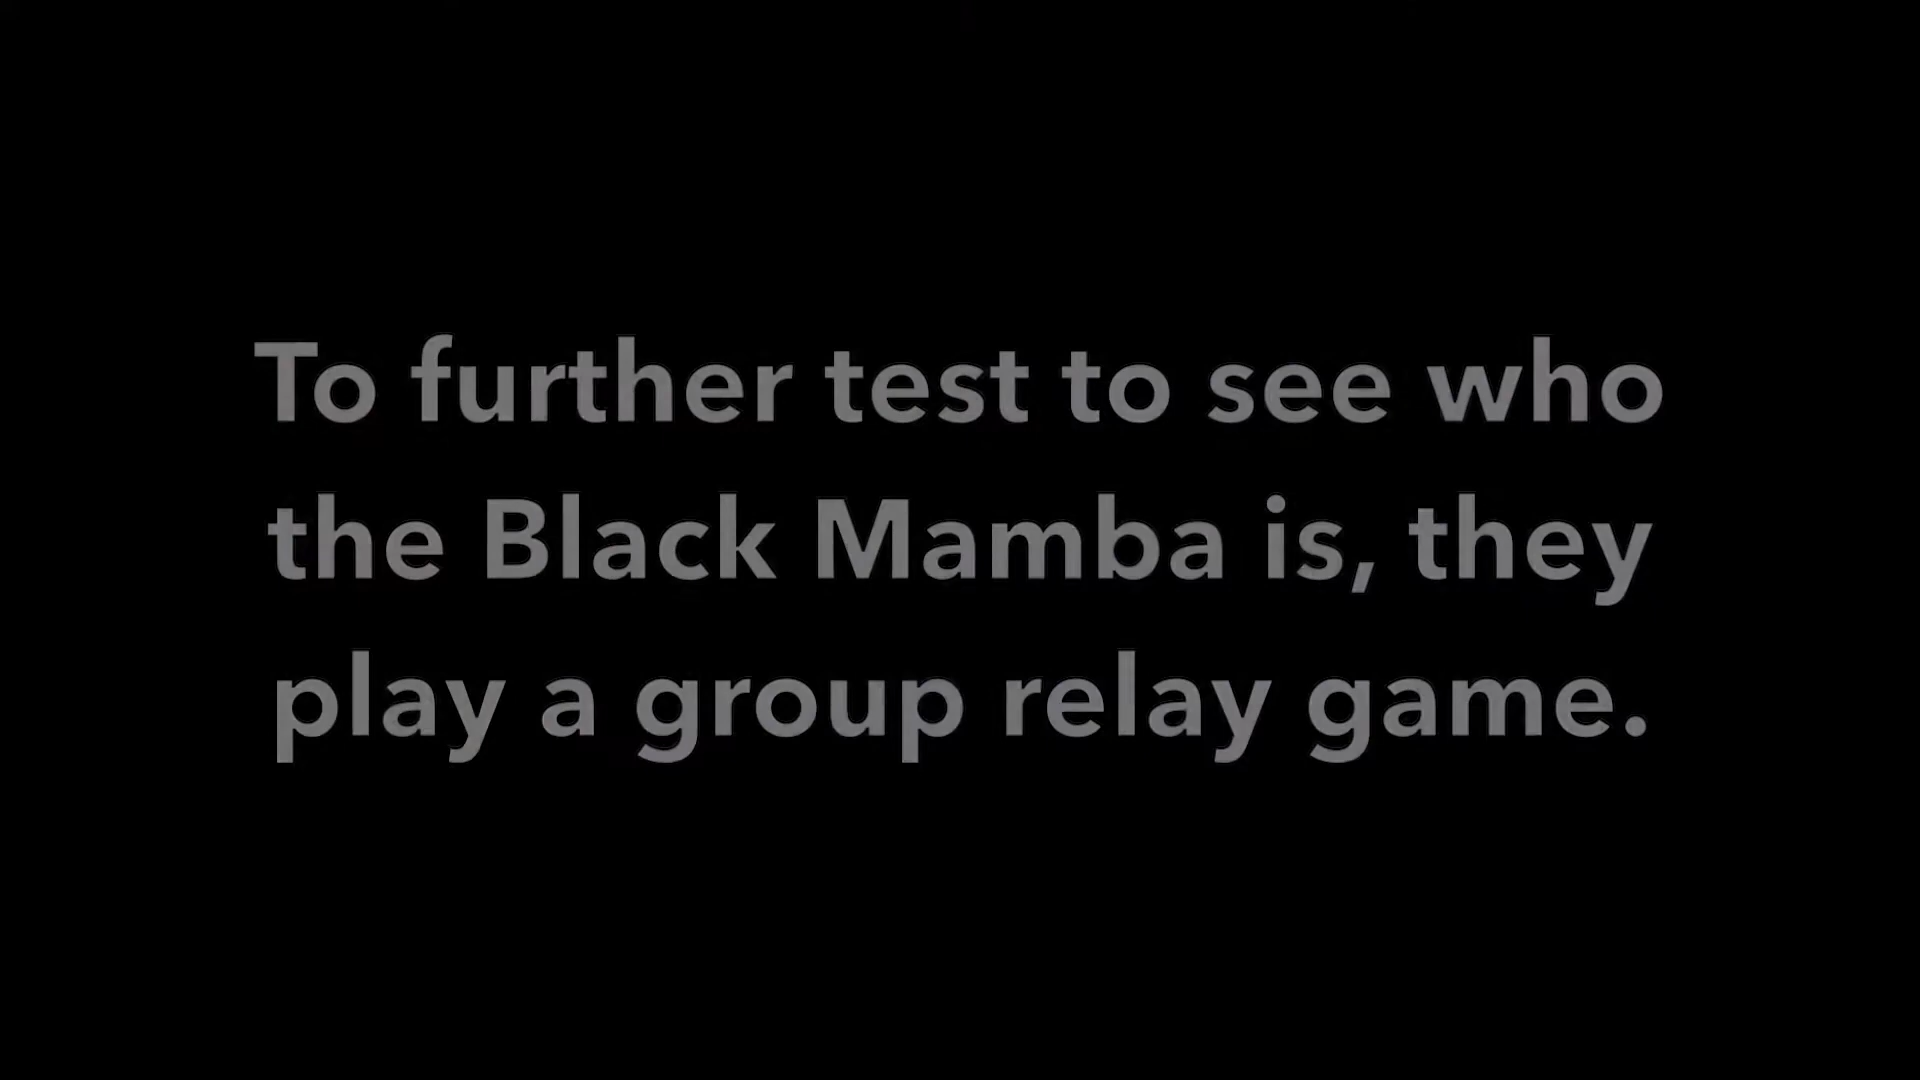 To further test to see who
the Black Mamba is, they
play a group relay game.